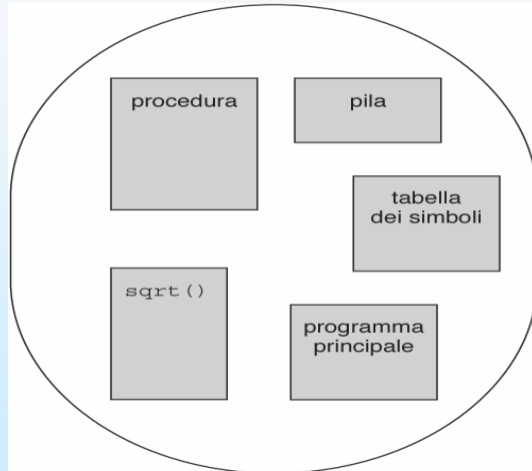 procedura
pila
tabella
dei simboli
sqrt()
programma
principale